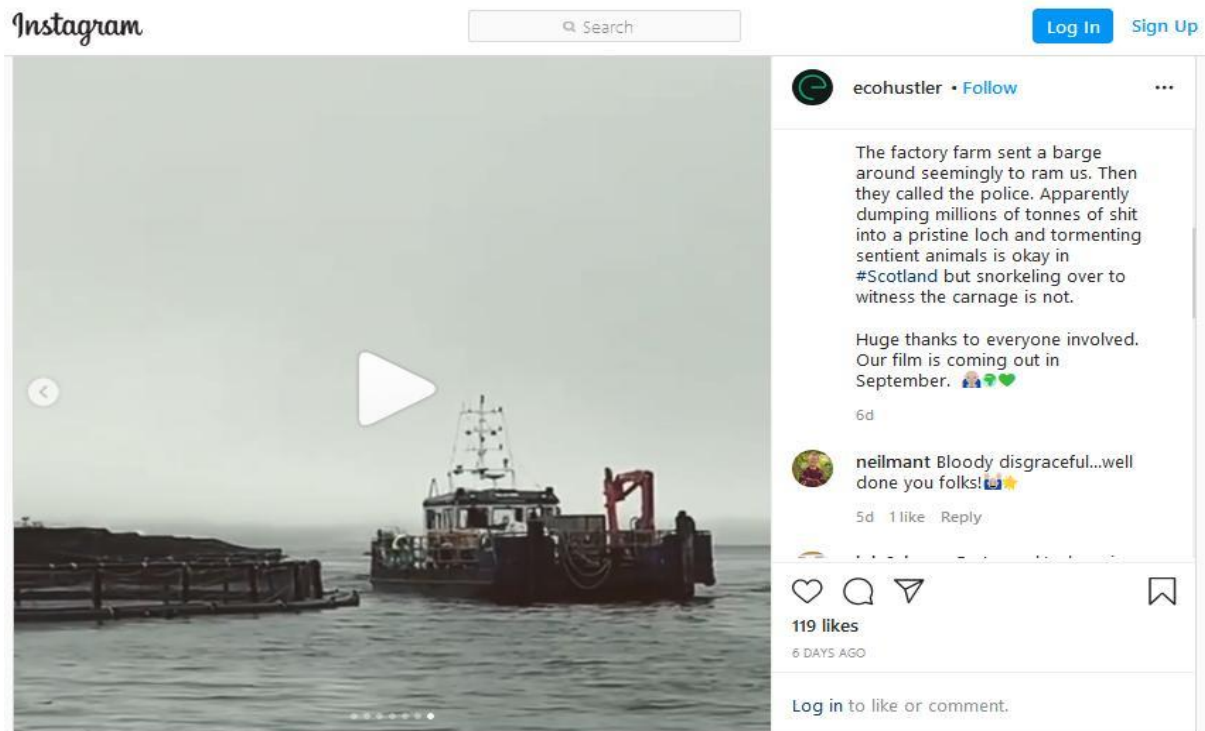 Instagram
Search
Log In
Sign Up
ecohustler • Follow
The factory farm sent a barge
around seemingly to ram us. Then
they called the police. Apparently
dumping millions of tonnes of shit
into a pristine loch and tormenting
sentient animals is okay in
#Scotland but snorkeling over to
witness the carnage is not.
Huge thanks to everyone involved.
Our film is coming out in
September.
6d
neilmant Bloody disgraceful...well
done you folks!
5d 1 like Reply
119 likes
6 DAYS AGO
Log in to like or comment.